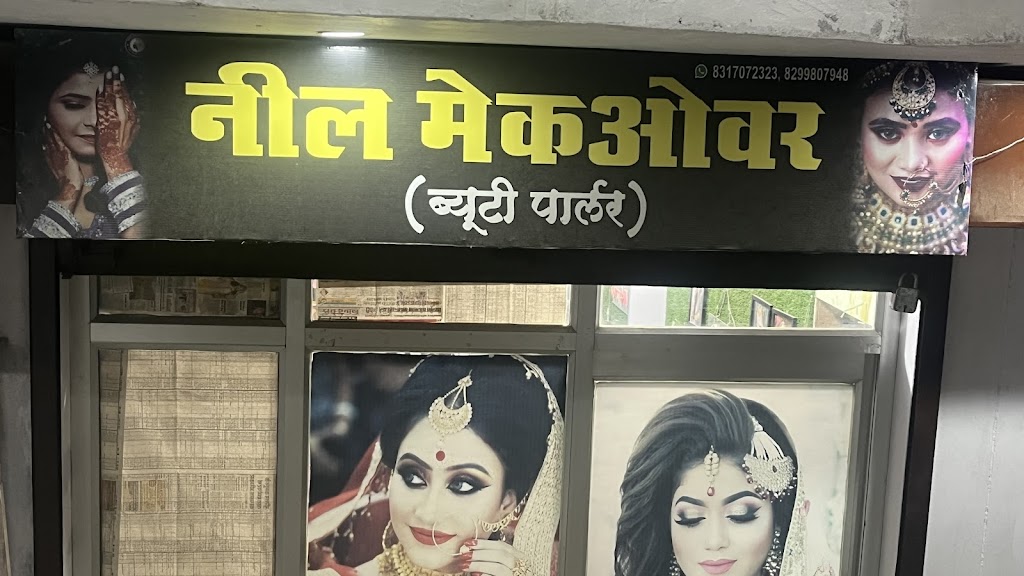 8317072323, 8299807948
नील मेकओवर
(ब्यूटी पार्लर)